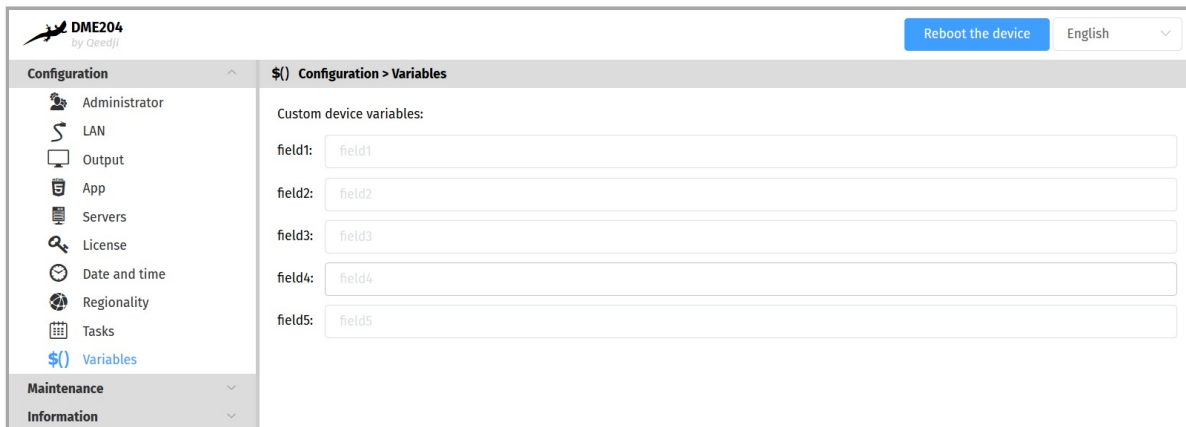 DME204
by Qeedji
Reboot the device
English
Configuration
$() Configuration > Variables
Administrator
LAN
Output
App
Servers
License
Date and time
Regionality
Tasks
$() Variables
Maintenance
Information
Custom device variables:
field1: field1
field2: field2
field3: field3
field4: field4
field5: field5